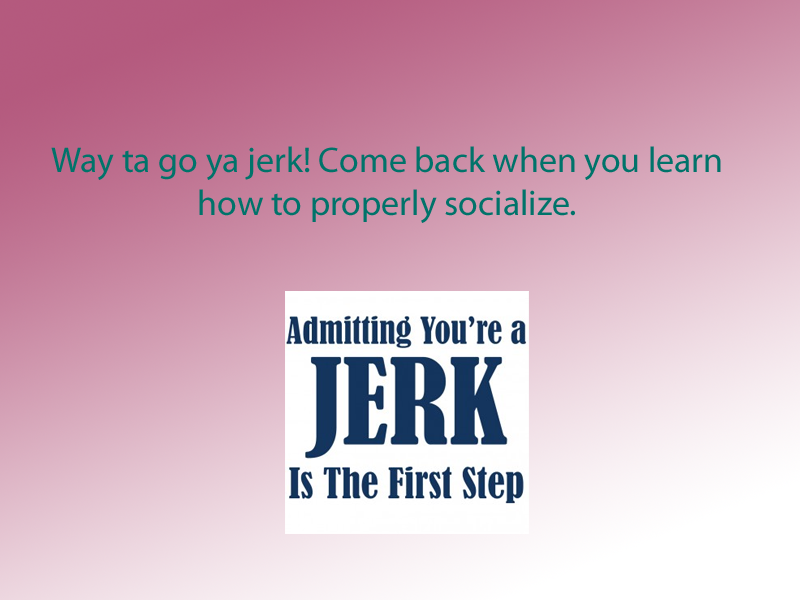 Way ta go ya jerk! Come back when you learn
how to properly socialize.
Admitting You're a
JERK
Is The First Step